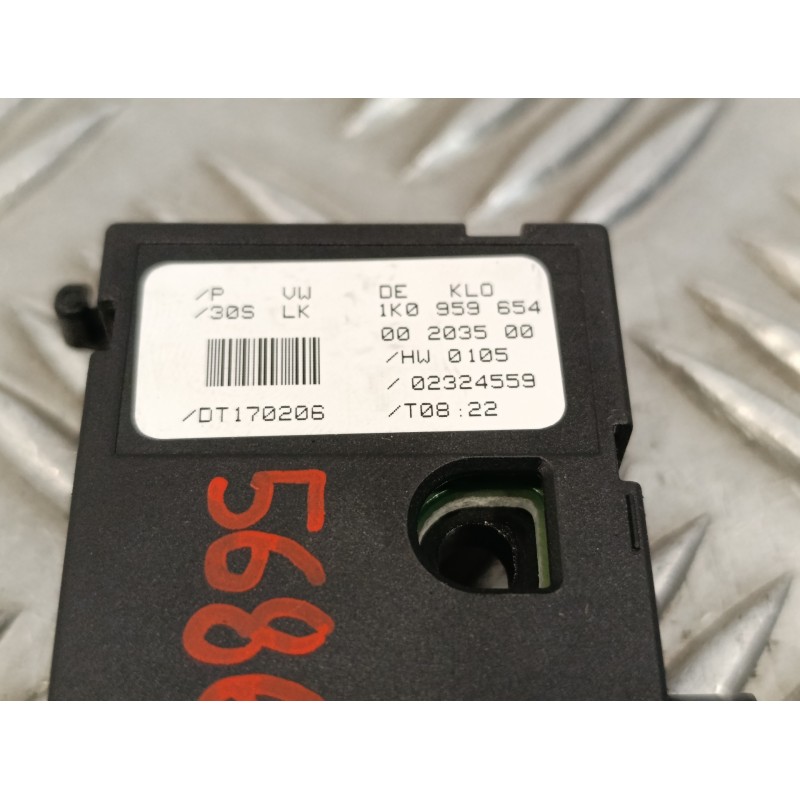 /P VW DE KLO
/30S LK 1K0 959 654
00 2035 00
/HW 0105
/02324559
/DT170206 /T08:22
568